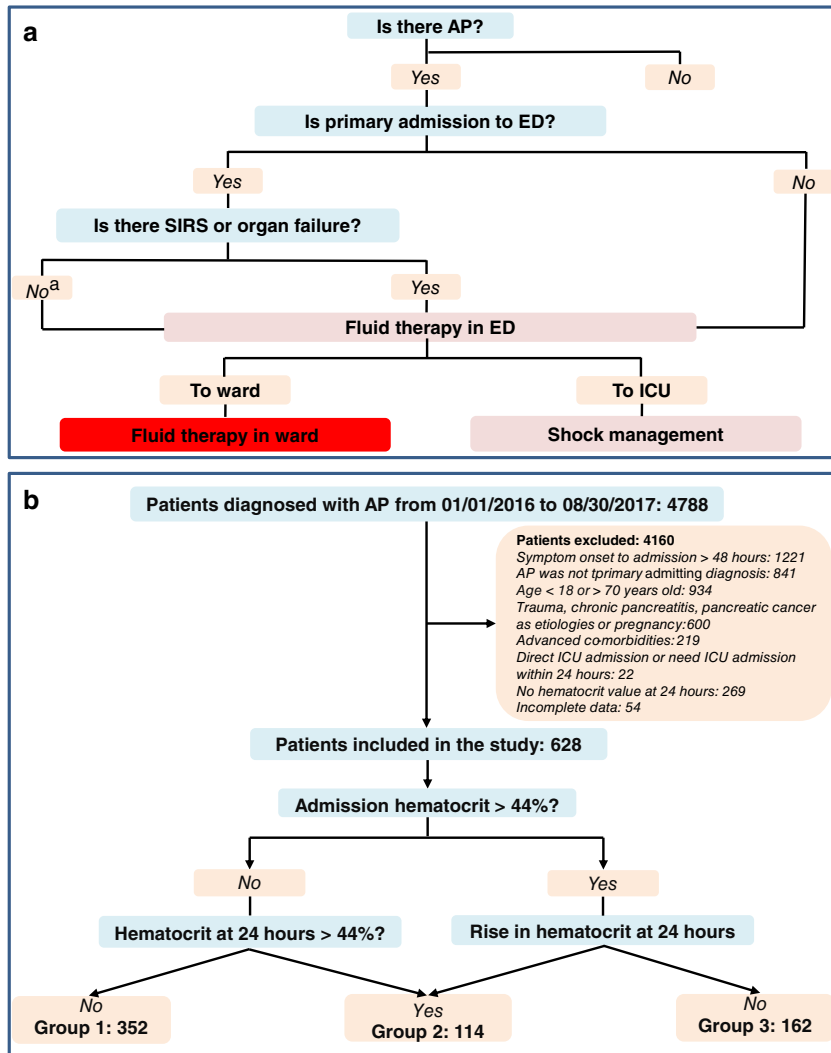 a
Is there AP?
Yes
No
Is primary admission to ED?
Yes
No
Is there SIRS or organ failure?
Noa
Yes
Fluid therapy in ED
To ward
To ICU
Fluid therapy in ward
Shock management
b
Patients diagnosed with AP from 01/01/2016 to 08/30/2017: 4788
Patients excluded: 4160
Symptom onset to admission > 48 hours: 1221
AP was not tprimary admitting diagnosis: 841
Age < 18 or > 70 years old: 934
Trauma, chronic pancreatitis, pancreatic cancer
as etiologies or pregnancy:600
Advanced co-morbidities: 219
Direct ICU admission or need ICU admission
within 24 hours: 22
No hematocrit value at 24 hours: 269
Incomplete data: 54
Patients included in the study: 628
Admission hematocrit > 44%?
No
Yes
Hematocrit at 24 hours > 44%?
Rise in hematocrit at 24 hours
No
Group 1: 352
Yes
Group 2: 114
No
Group 3: 162